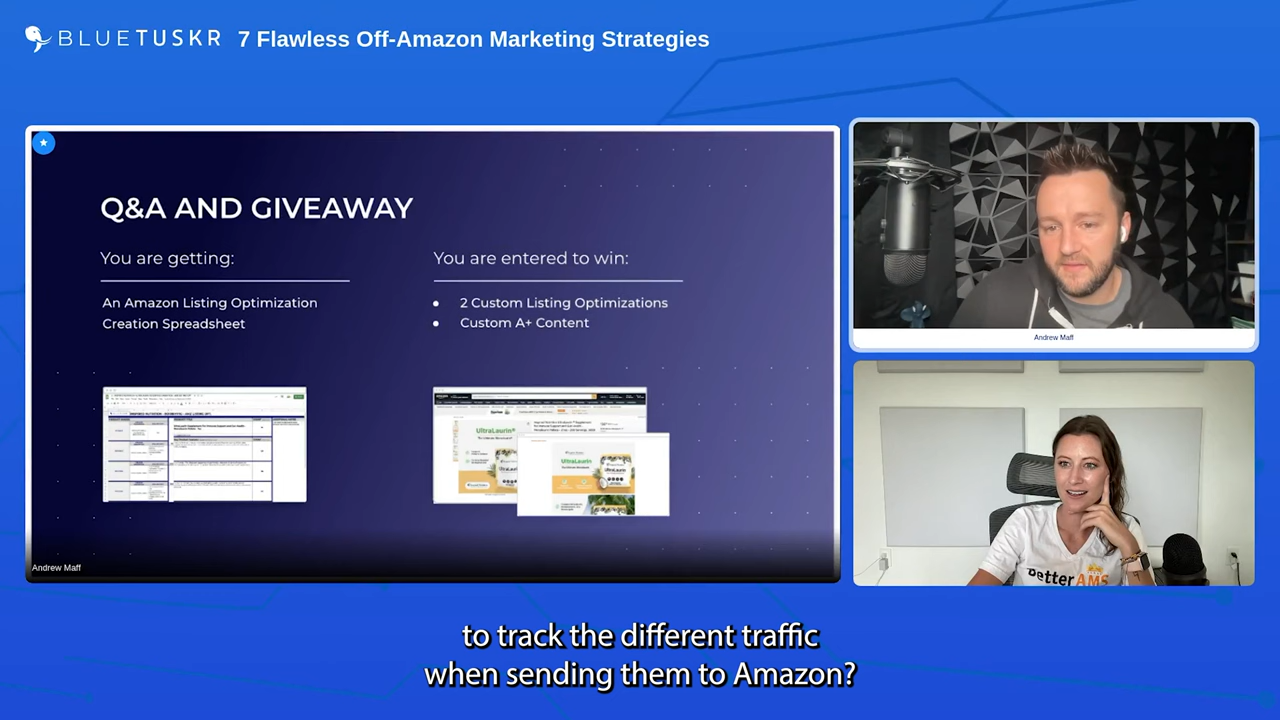 BLUETUSKR
7 Flawless Off-Amazon Marketing Strategies
Q&A AND GIVEAWAY
You are getting:
An Amazon Listing Optimization
Creation Spreadsheet
You are entered to win:
• 2 Custom Listing Optimizations
• Custom A+ Content
UltraLaurin
UltraLaurin
Andrew Maff
Andrew Maff
BetterAMS
to track the different traffic
when sending them to Amazon?